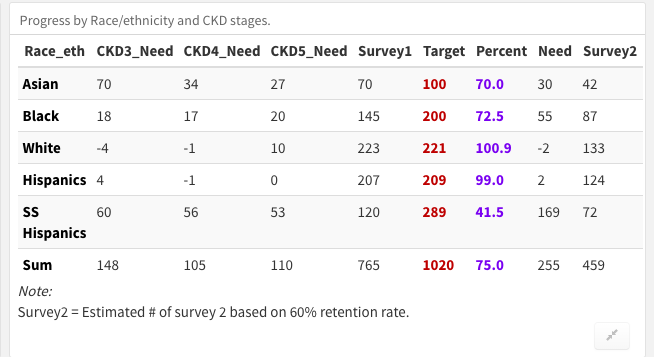 Progress by Race/ethnicity and CKD stages.
Race_eth CKD3_Need CKD4_Need CKD5_Need Survey1 Target Percent Need Survey2
Asian 70 34 27 70 100 70.0 30 42
Black 18 17 20 145 200 72.5 55 87
White -4 -1 10 223 221 100.9 -2 133
Hispanics 4 -1 0 207 209 99.0 2 124
SS 60 56 53 120 289 41.5 169 72
Hispanics
Sum 148 105 110 765 1020 75.0 255 459
Note:
Survey2 = Estimated # of survey 2 based on 60% retention rate.